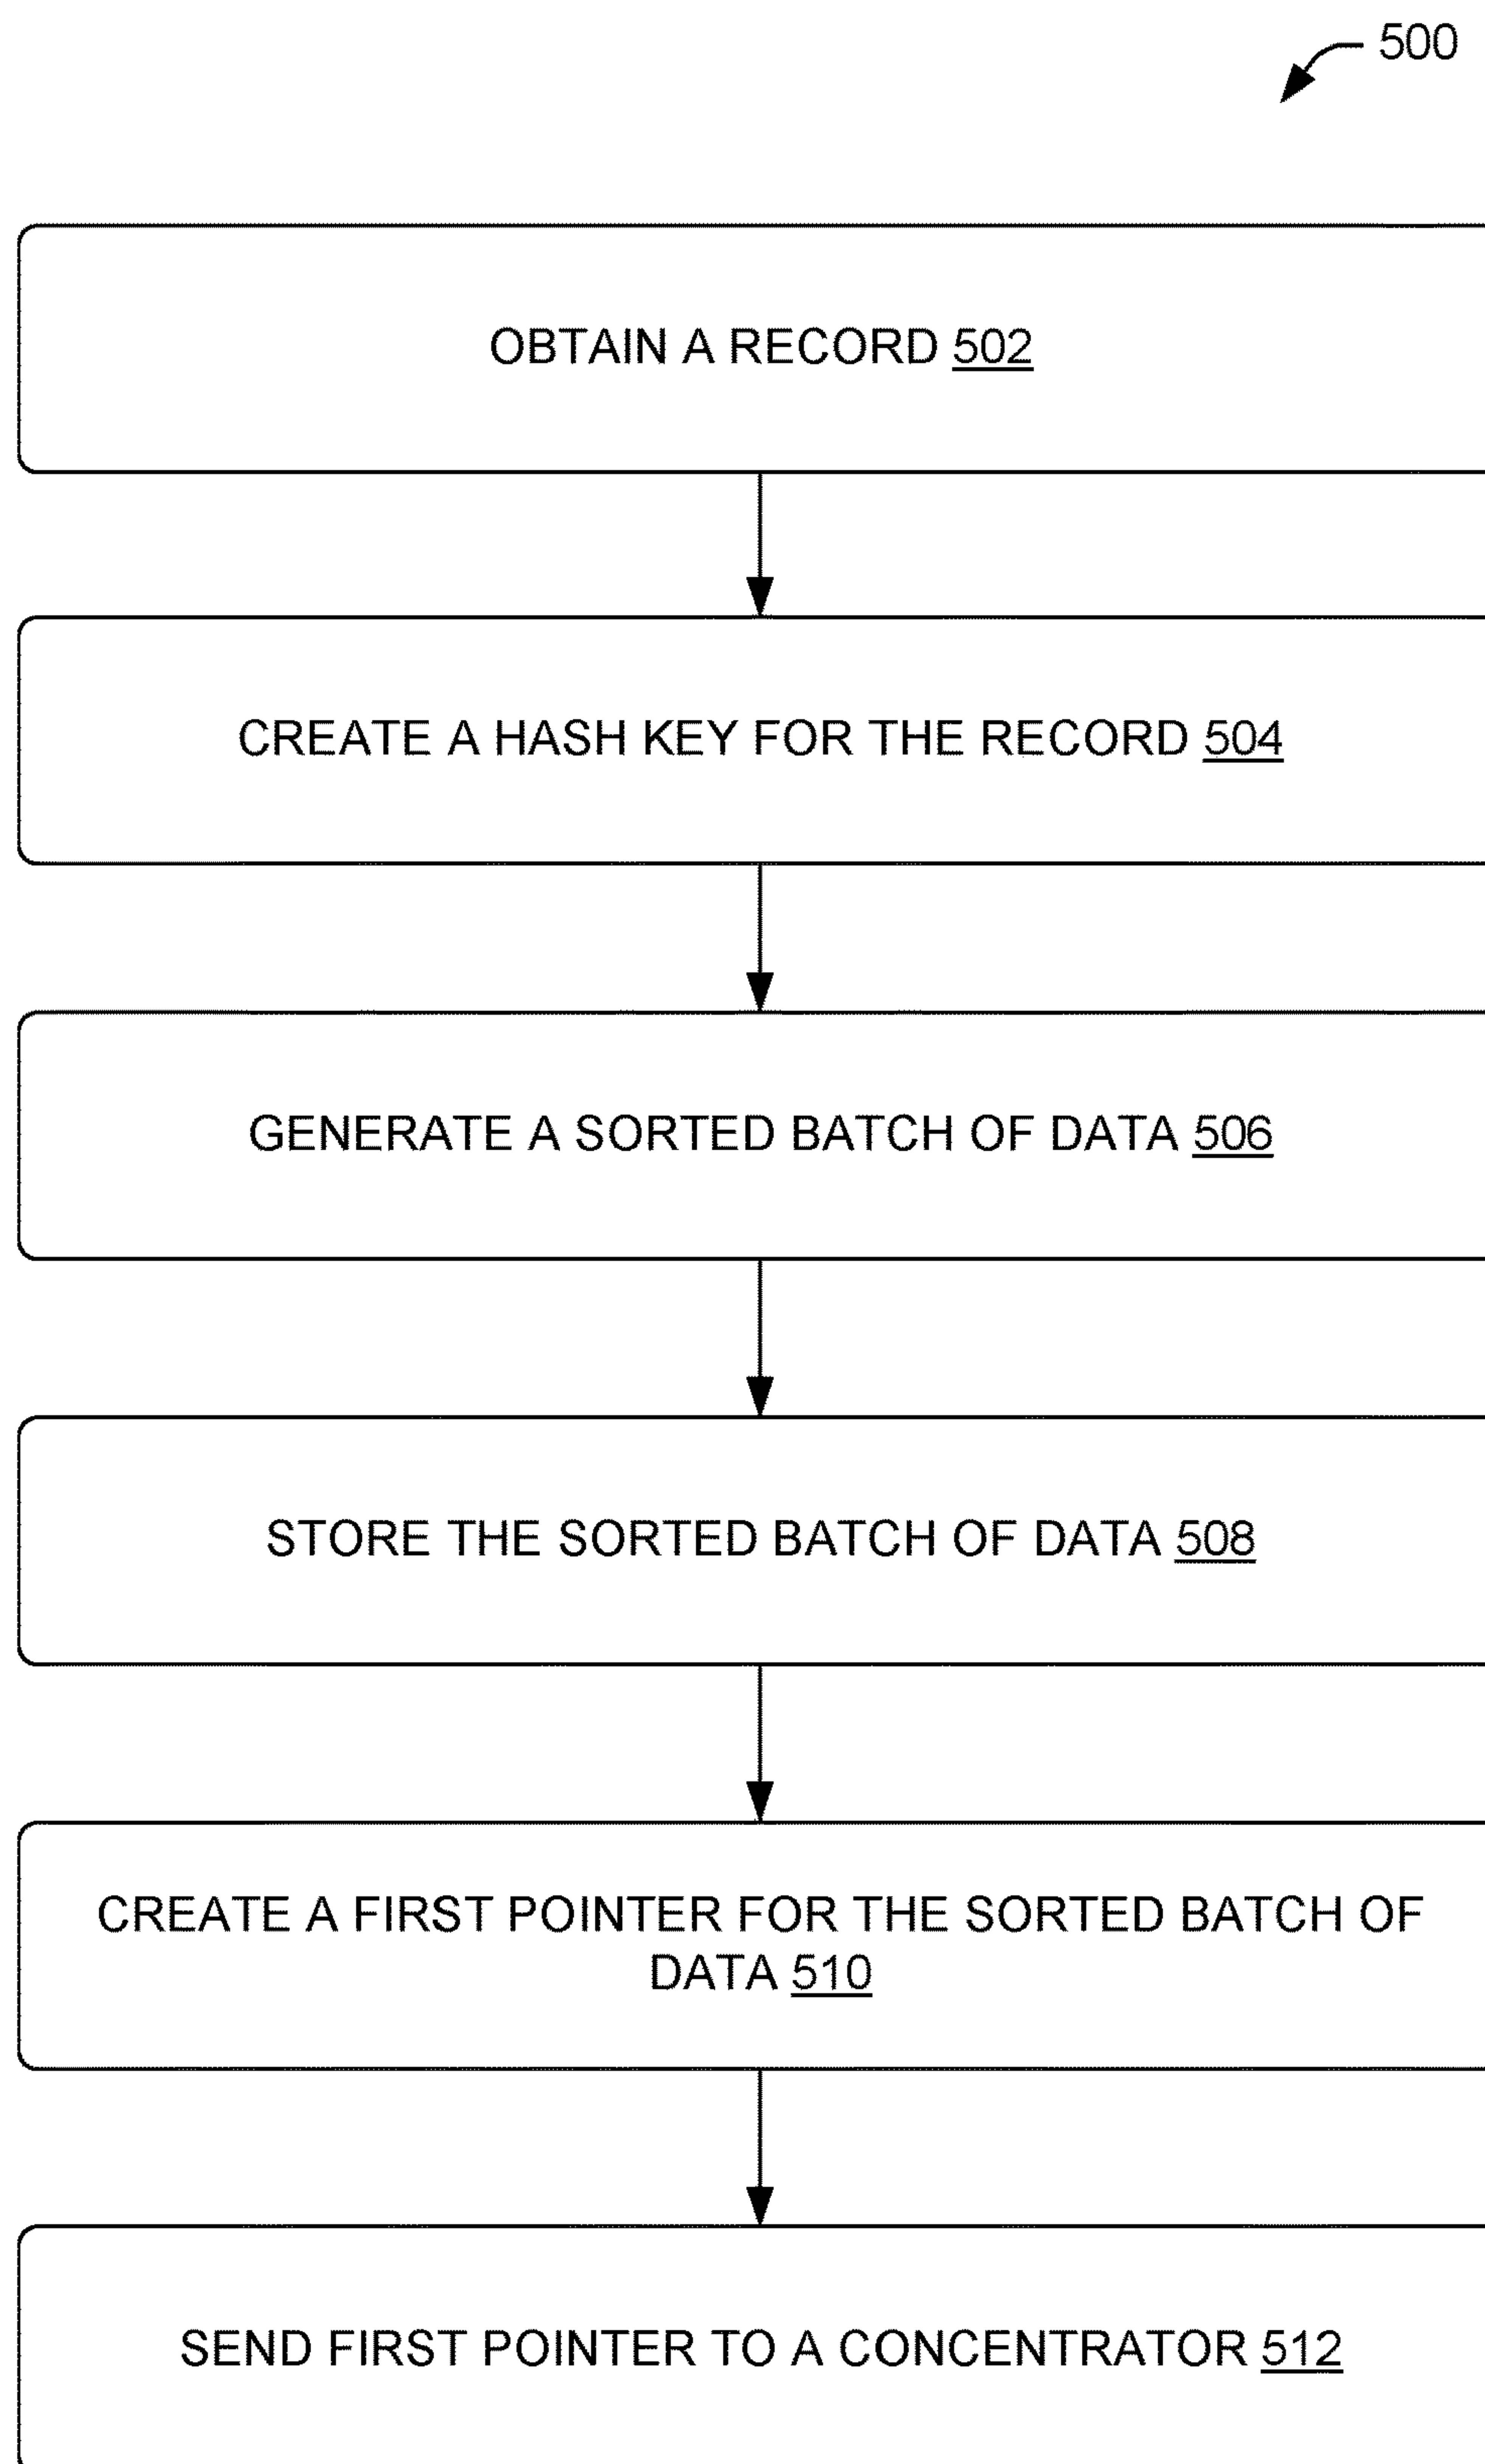 500
OBTAIN A RECORD 502
CREATE A HASH KEY FOR THE RECORD 504
GENERATE A SORTED BATCH OF DATA 506
STORE THE SORTED BATCH OF DATA 508
CREATE A FIRST POINTER FOR THE SORTED BATCH OF
DATA 510
SEND FIRST POINTER TO A CONCENTRATOR 512